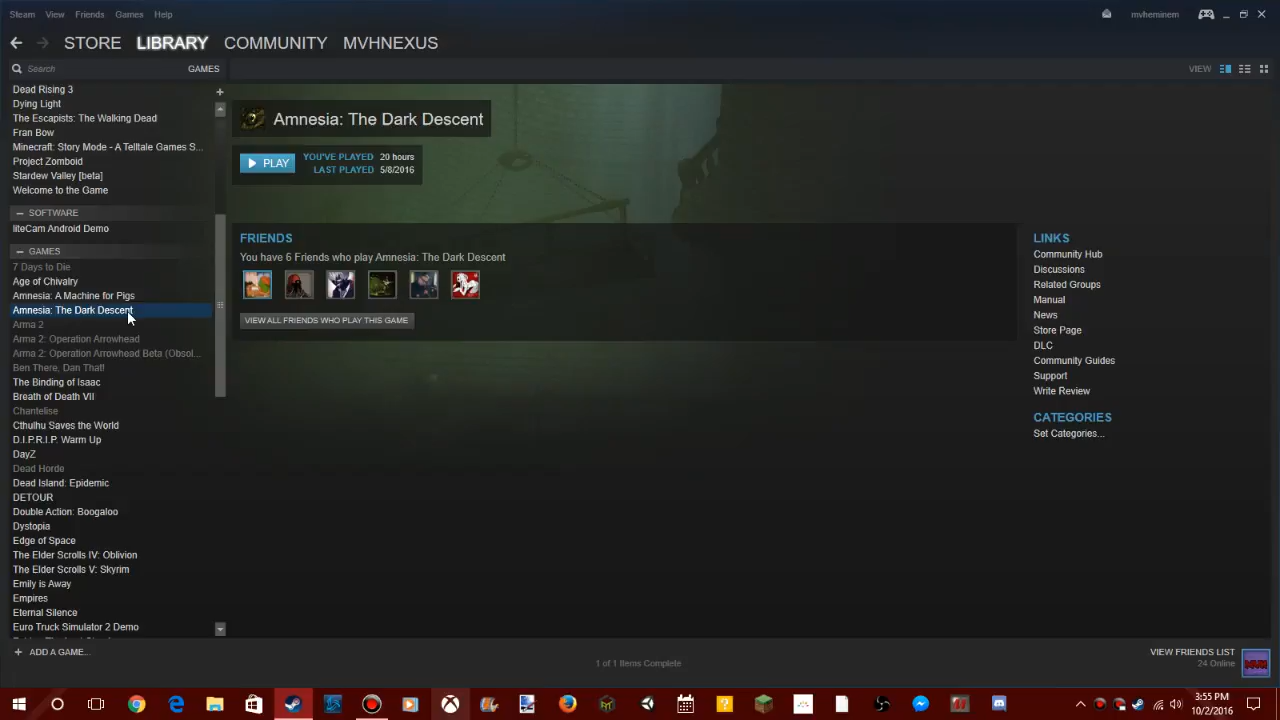 Steam View Friends Games Help
mvheminem
STORE LIBRARY COMMUNITY MVHNEXUS
Search GAMES
VIEW
Dead Rising 3
Dying Light
The Escapists: The Walking Dead
Fran Bow
Minecraft: Story Mode - A Telltale Games S...
Project Zomboid
Stardew Valley [beta]
Welcome to the Game
SOFTWARE
liteCam Android Demo
GAMES
7 Days to Die
Age of Chivalry
Amnesia: A Machine for Pigs
Amnesia: The Dark Descent
Arma 2
Arma 2: Operation Arrowhead
Arma 2: Operation Arrowhead Beta (Obsol...
Ben There, Dan That!
The Binding of Isaac
Breath of Death VII
Chantelise
Cthulhu Saves the World
D.I.P.R.I.P. Warm Up
DayZ
Dead Horde
Dead Island: Epidemic
DETOUR
Double Action: Boogaloo
Dystopia
Edge of Space
The Elder Scrolls IV: Oblivion
The Elder Scrolls V: Skyrim
Emily is Away
Empires
Eternal Silence
Euro Truck Simulator 2 Demo
+ ADD A GAME...
Amnesia: The Dark Descent
PLAY
YOU'VE PLAYED 20 hours
LAST PLAYED 5/8/2016
FRIENDS
You have 6 Friends who play Amnesia: The Dark Descent
VIEW ALL FRIENDS WHO PLAY THIS GAME
LINKS
Community Hub
Discussions
Related Groups
Manual
News
Store Page
DLC
Community Guides
Support
Write Review
CATEGORIES
Set Categories...
1 of 1 Items Complete
VIEW FRIENDS LIST
24 Online
3:55 PM
10/2/2016